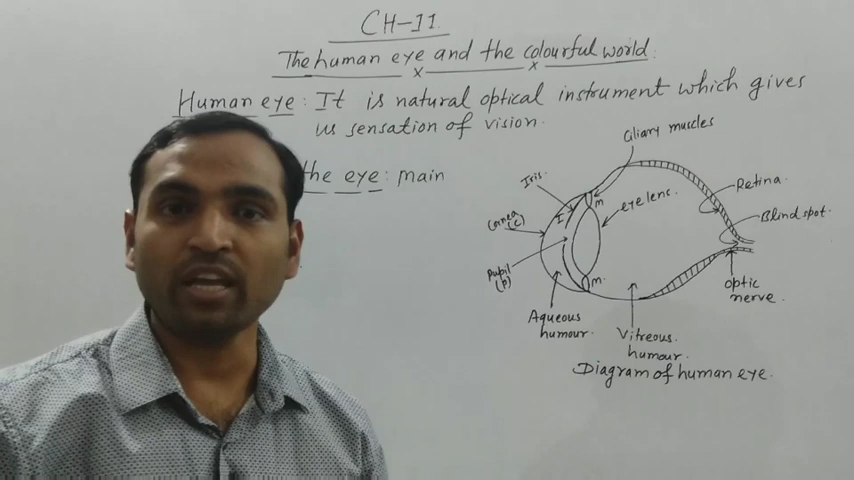 CH-11
The human eye and the colourful world
Human eye: It is natural optical instrument which gives
us sensation of vision.
the eye: main
Ciliary muscles
Iris.
eye lens.
Retina.
Cornea
(C)
I
m
Blind spot.
Pupil
(P)
m.
optic
nerve.
Aqueous
humour.
Vitreous.
humour.
Diagram of human eye.